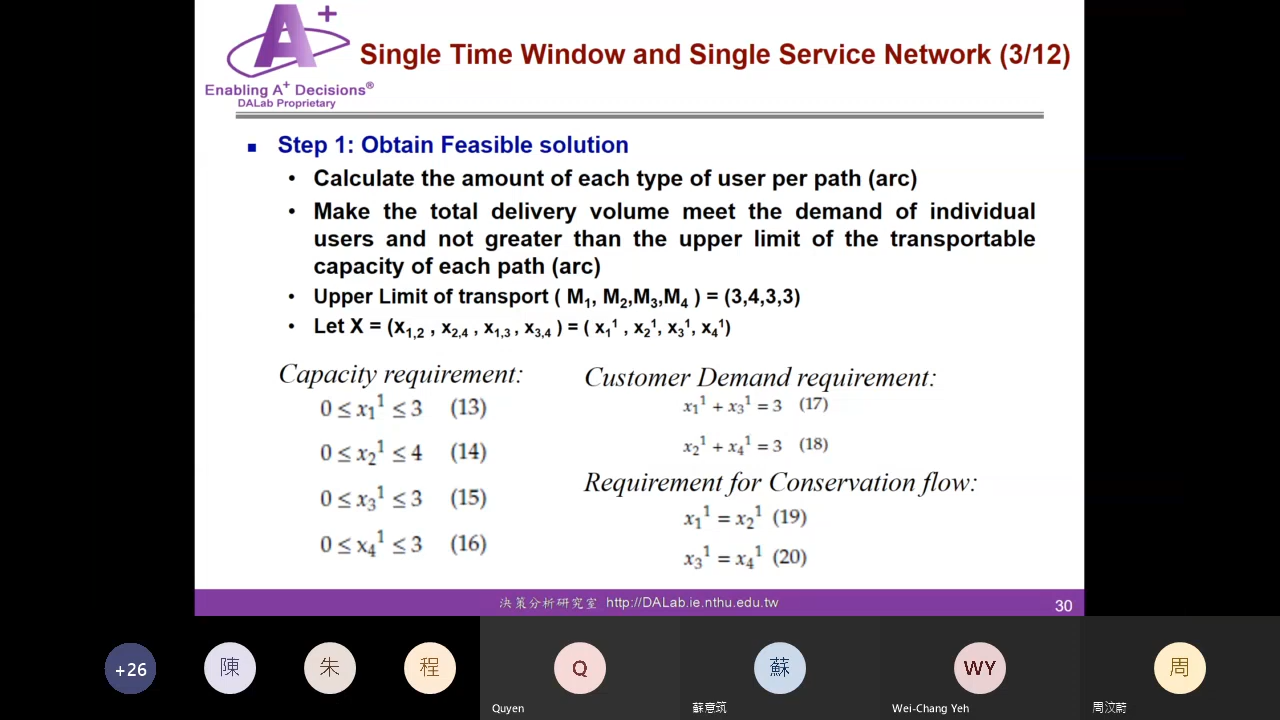 A+
Enabling A+ Decisions®
DALab Proprietary
Single Time Window and Single Service Network (3/12)
Step 1: Obtain Feasible solution
• Calculate the amount of each type of user per path (arc)
• Make the total delivery volume meet the demand of individual
users and not greater than the upper limit of the transportable
capacity of each path (arc)
• Upper Limit of transport ( M₁, M₂,M₃,M₄ ) = (3,4,3,3)
• Let X = (x₁,₂ , x₂,₄ , x₁,₃ , x₃,₄ ) = ( x₁¹ , x₂¹, x₃¹, x₄¹)
Capacity requirement:
0 ≤ x₁¹ ≤ 3 (13)
0 ≤ x₂¹ ≤ 4 (14)
0 ≤ x₃¹ ≤ 3 (15)
0 ≤ x₄¹ ≤ 3 (16)
Customer Demand requirement:
x₁¹ + x₃¹ = 3 (17)
x₂¹ + x₄¹ = 3 (18)
Requirement for Conservation flow:
x₁¹ = x₂¹ (19)
x₃¹ = x₄¹ (20)
決策分析研究室 http://DALab.ie.nthu.edu.tw
30
+26
陳
朱
程
Q
Quyen
蘇
蘇意筑
WY
Wei-Chang Yeh
周
周汶蔚